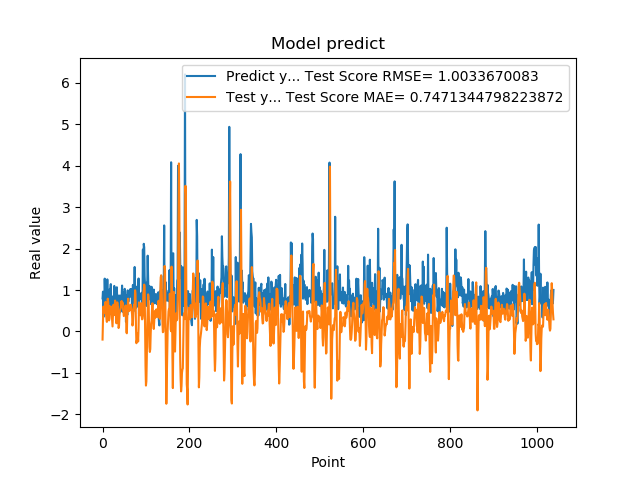 Model predict
Predict y... Test Score RMSE= 1.0033670083
Test y... Test Score MAE= 0.7471344798223872
Real value
6
5
4
3
2
1
0
−1
−2
0 200 400 600 800 1000
Point